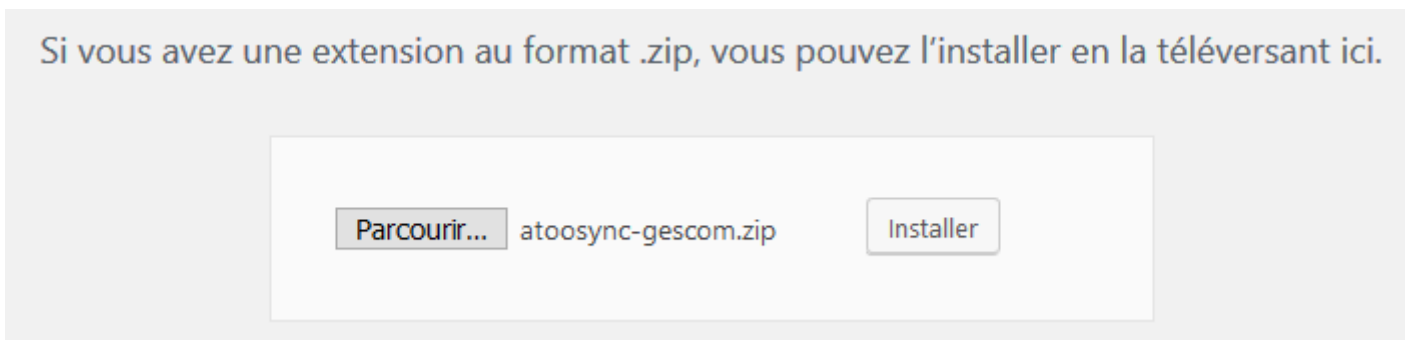 Si vous avez une extension au format .zip, vous pouvez l’installer en la téléversant ici.
Parcourir... atoosync-gescom.zip Installer